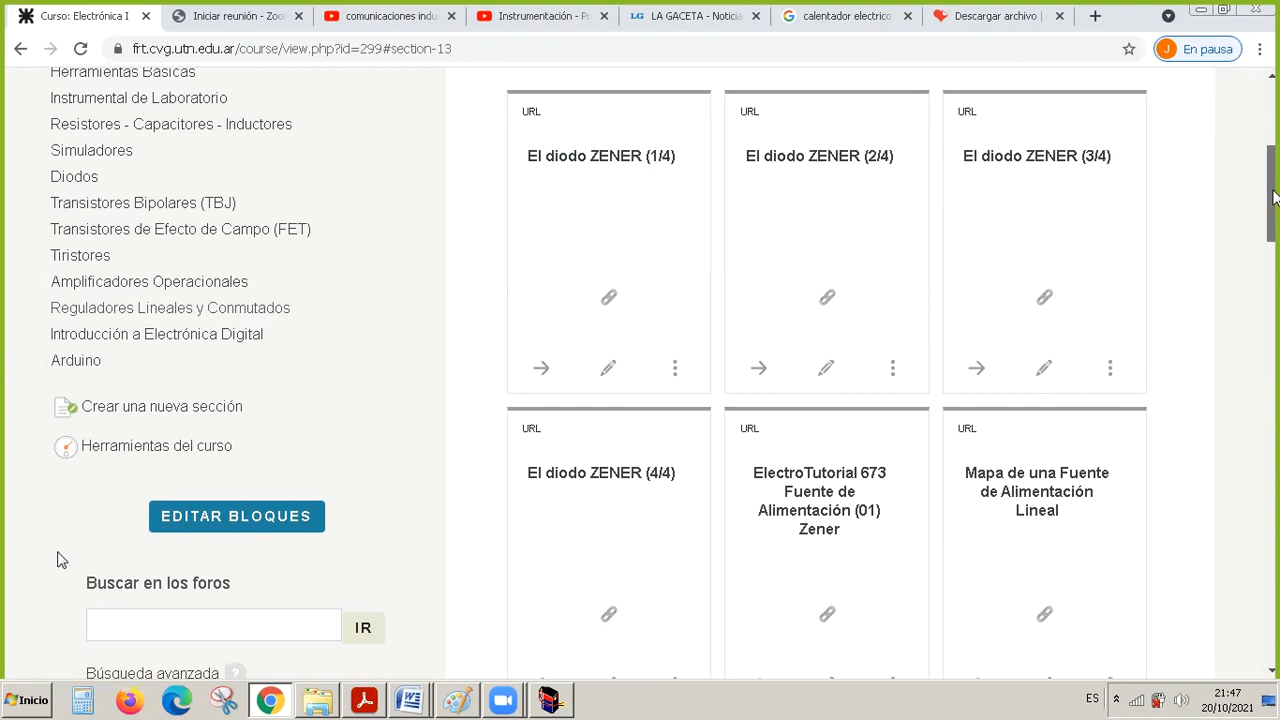 Curso: Electrónica I
Iniciar reunión - Zoo
comunicaciones indus
Instrumentación - Pr
LG LA GACETA - Noticia
calentador electrico
Descargar archivo | Z
frt.cvg.utn.edu.ar/course/view.php?id=299#section-13
J En pausa
Herramientas Básicas
Instrumental de Laboratorio
Resistores - Capacitores - Inductores
Simuladores
Diodos
Transistores Bipolares (TBJ)
Transistores de Efecto de Campo (FET)
Tiristores
Amplificadores Operacionales
Reguladores Lineales y Conmutados
Introducción a Electrónica Digital
Arduino
Crear una nueva sección
Herramientas del curso
EDITAR BLOQUES
Buscar en los foros
IR
Búsqueda avanzada ?
URL
El diodo ZENER (1/4)
URL
El diodo ZENER (2/4)
URL
El diodo ZENER (3/4)
URL
El diodo ZENER (4/4)
URL
ElectroTutorial 673
Fuente de
Alimentación (01)
Zener
URL
Mapa de una Fuente
de Alimentación
Lineal
Inicio
ES
21:47
20/10/2021